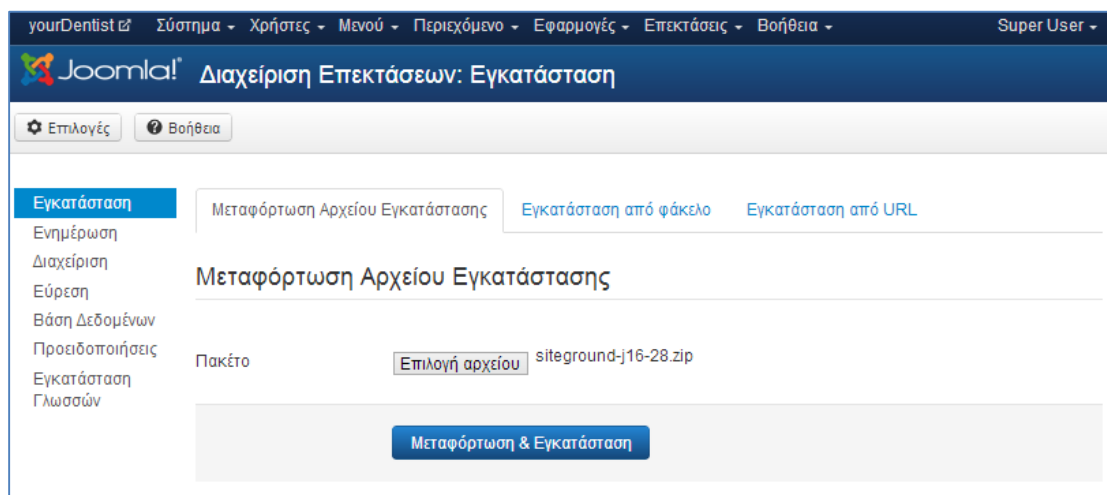 yourDentist Σύστημα Χρήστες Μενού Περιεχόμενο Εφαρμογές Επεκτάσεις Βοήθεια Super User
Joomla!® Διαχείριση Επεκτάσεων: Εγκατάσταση
Επιλογές Βοήθεια
Εγκατάσταση
Ενημέρωση
Διαχείριση
Εύρεση
Βάση Δεδομένων
Προειδοποιήσεις
Εγκατάσταση
Γλωσσών
Μεταφόρτωση Αρχείου Εγκατάστασης Εγκατάσταση από φάκελο Εγκατάσταση από URL
Μεταφόρτωση Αρχείου Εγκατάστασης
Πακέτο Επιλογή αρχείου siteground-j16-28.zip
Μεταφόρτωση & Εγκατάσταση